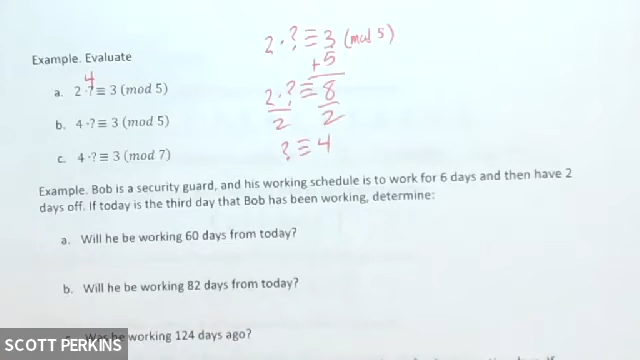 2 · ? ≡ 3 (mod 5)
+5
2 · ? ≡ 8
2 2
? ≡ 4
Example. Evaluate
4
a. 2 · ? ≡ 3 (mod 5)
b. 4 · ? ≡ 3 (mod 5)
c. 4 · ? ≡ 3 (mod 7)
Example. Bob is a security guard, and his working schedule is to work for 6 days and then have 2
days off. If today is the third day that Bob has been working, determine:
a. Will he be working 60 days from today?
b. Will he be working 82 days from today?
Was he working 124 days ago?
SCOTT PERKINS